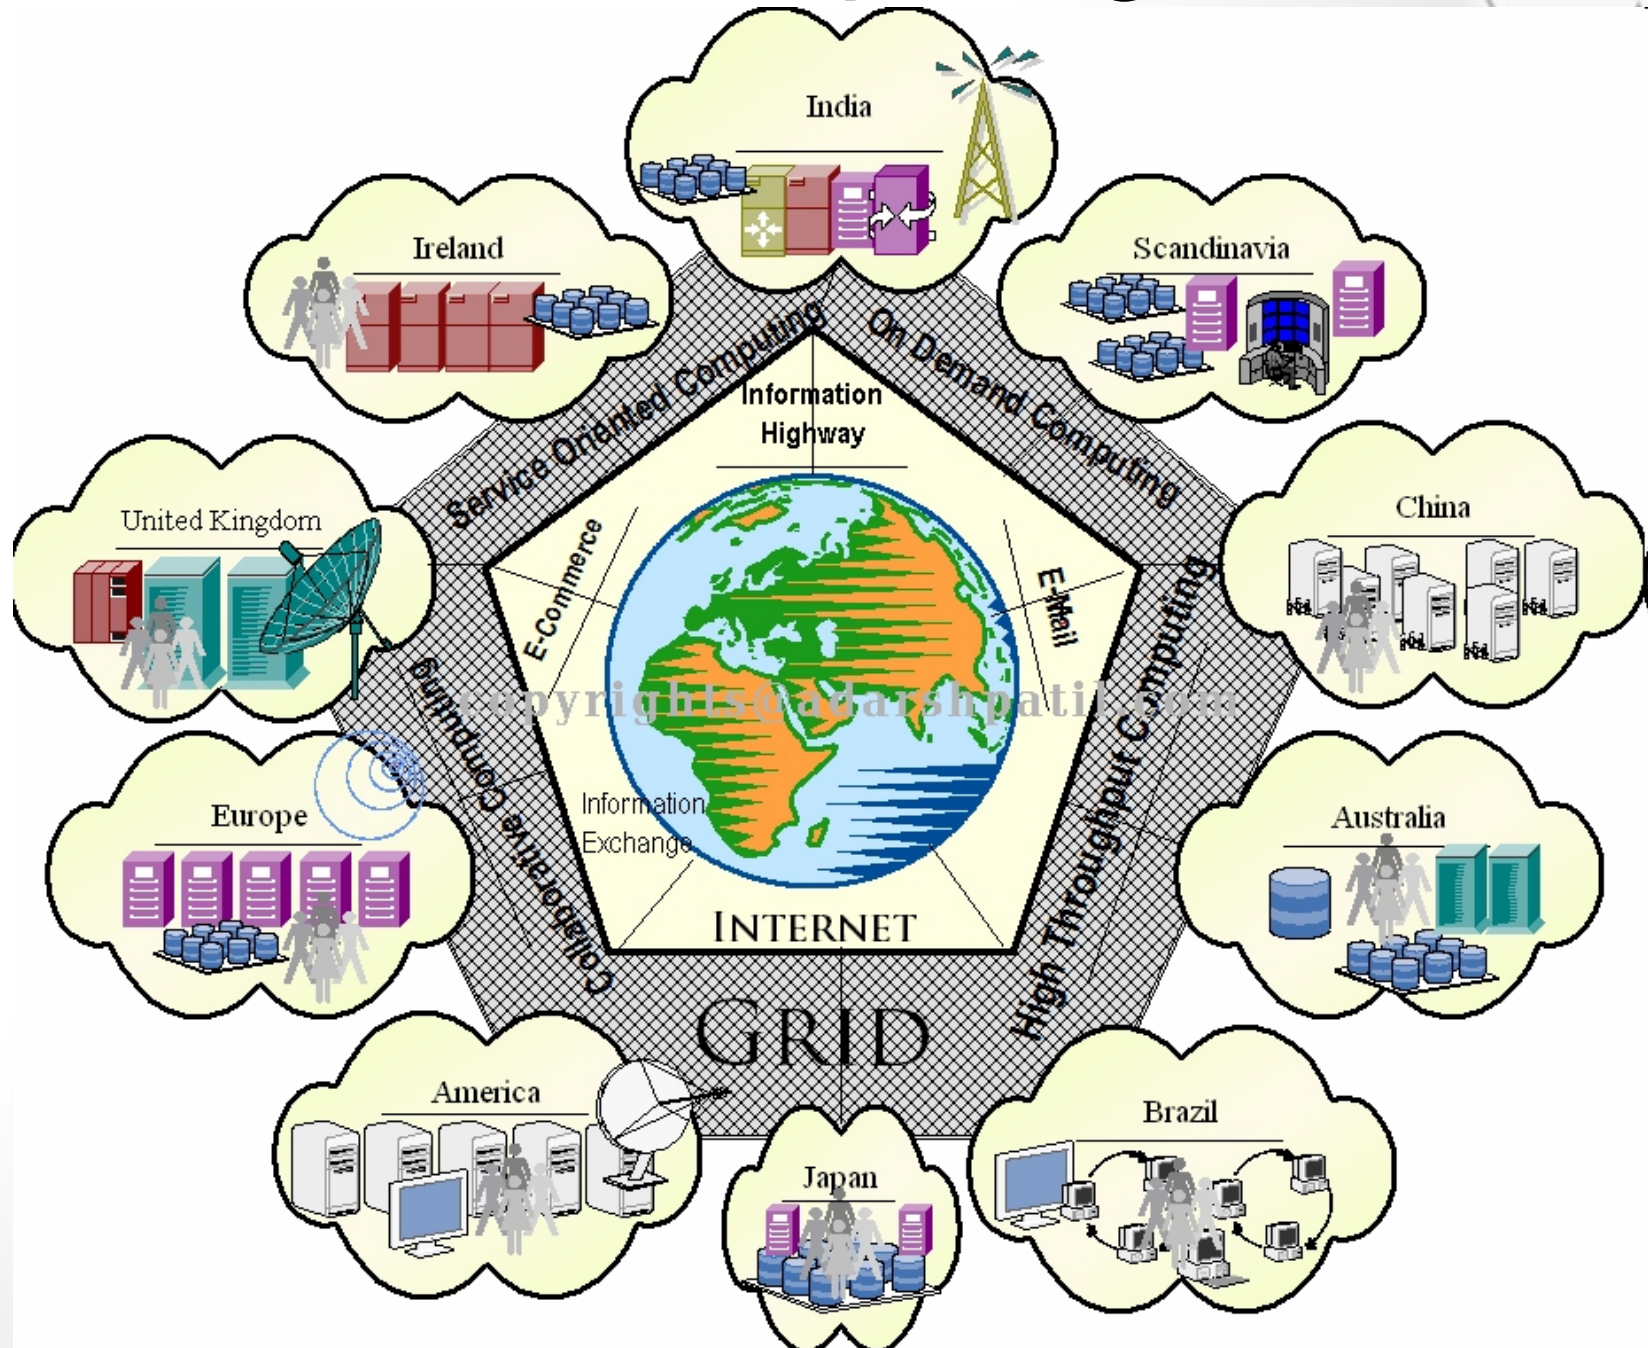 India
Ireland
Scandinavia
Service Oriented Computing
On Demand Computing
Information
Highway
United Kingdom
China
E-Commerce
E-Mail
copyrights@adarshpatil.com
Collaborative Computing
High Throughput Computing
Information
Exchange
Europe
Australia
INTERNET
GRID
America
Brazil
Japan